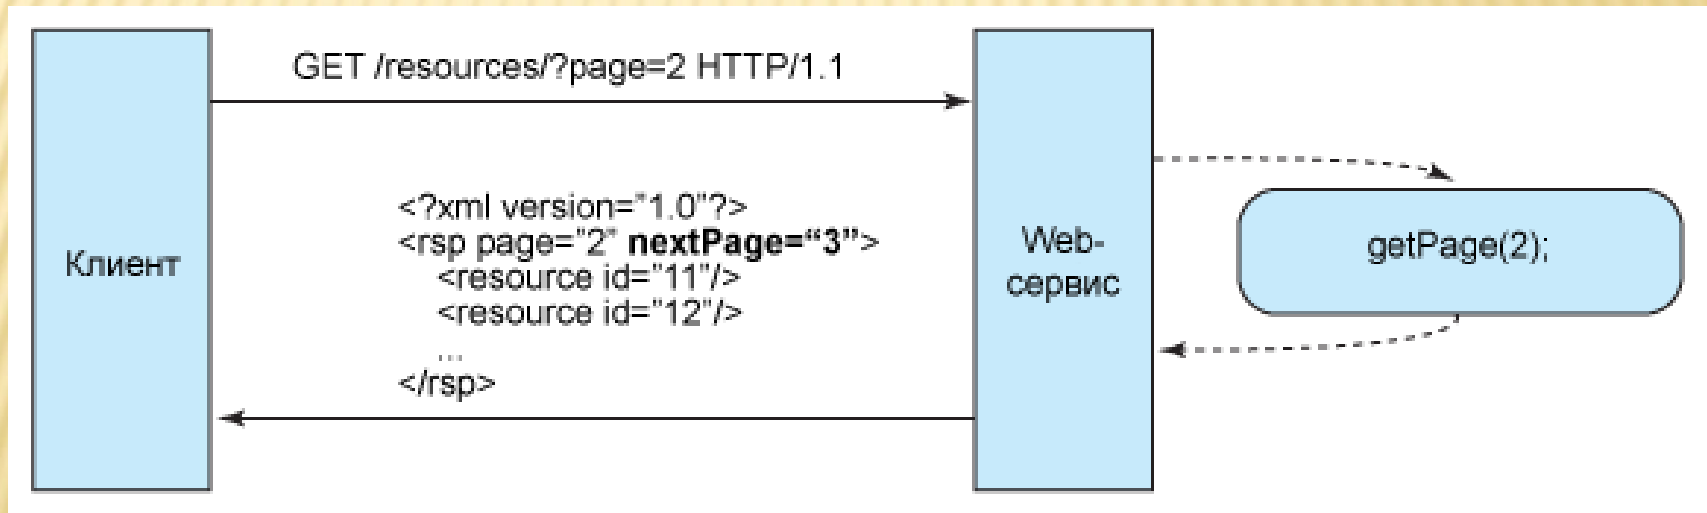 GET /resources/?page=2 HTTP/1.1
<?xml version="1.0"?>
<rsp page="2" nextPage=“3”>
<resource id="11"/>
<resource id="12"/>
...
</rsp>
Клиент
Web-
сервис
getPage(2);